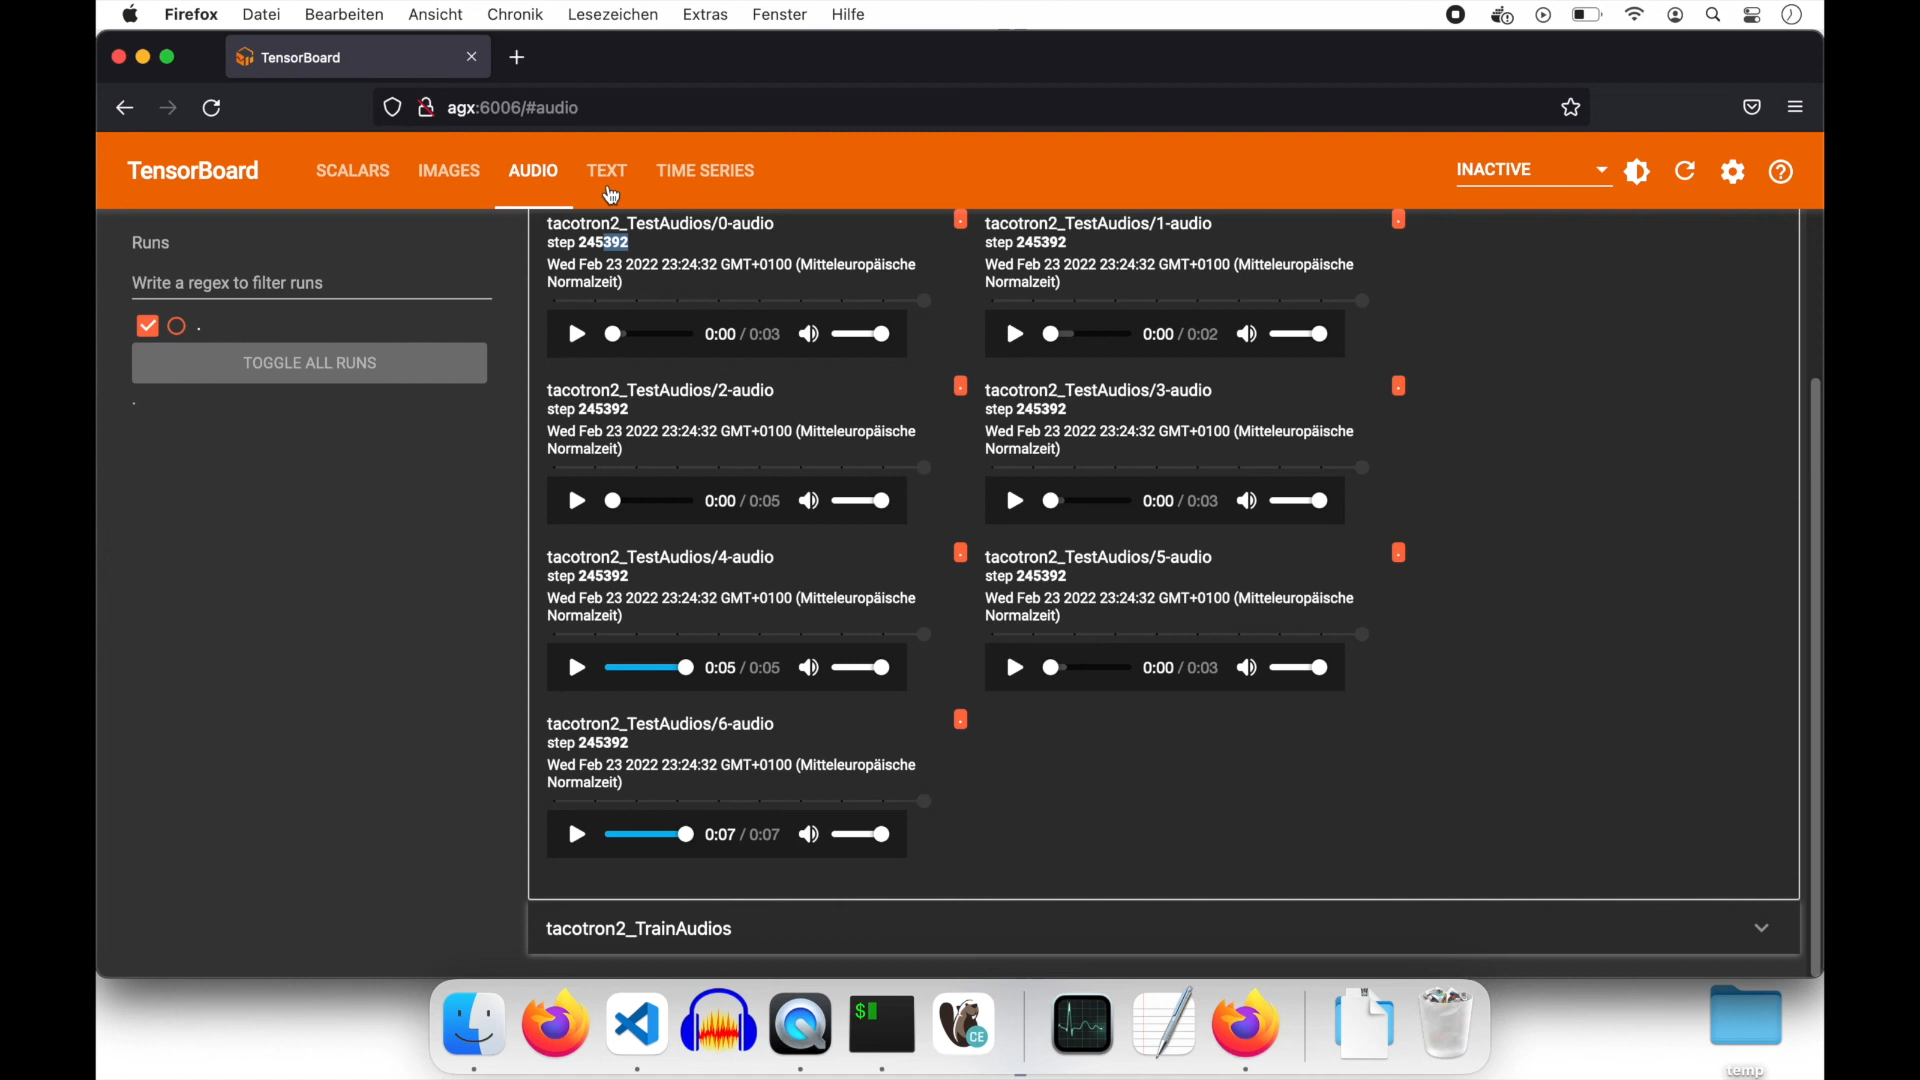 Firefox Datei Bearbeiten Ansicht Chronik Lesezeichen Extras Fenster Hilfe
TensorBoard
agx:6006/#audio
TensorBoard SCALARS IMAGES AUDIO TEXT TIME SERIES INACTIVE
Runs
Write a regex to filter runs
.
TOGGLE ALL RUNS
.
tacotron2_TestAudios/0-audio
step 245392
Wed Feb 23 2022 23:24:32 GMT+0100 (Mitteleuropäische
Normalzeit)
0:00 / 0:03
tacotron2_TestAudios/1-audio
step 245392
Wed Feb 23 2022 23:24:32 GMT+0100 (Mitteleuropäische
Normalzeit)
0:00 / 0:02
tacotron2_TestAudios/2-audio
step 245392
Wed Feb 23 2022 23:24:32 GMT+0100 (Mitteleuropäische
Normalzeit)
0:00 / 0:05
tacotron2_TestAudios/3-audio
step 245392
Wed Feb 23 2022 23:24:32 GMT+0100 (Mitteleuropäische
Normalzeit)
0:00 / 0:03
tacotron2_TestAudios/4-audio
step 245392
Wed Feb 23 2022 23:24:32 GMT+0100 (Mitteleuropäische
Normalzeit)
0:05 / 0:05
tacotron2_TestAudios/5-audio
step 245392
Wed Feb 23 2022 23:24:32 GMT+0100 (Mitteleuropäische
Normalzeit)
0:00 / 0:03
tacotron2_TestAudios/6-audio
step 245392
Wed Feb 23 2022 23:24:32 GMT+0100 (Mitteleuropäische
Normalzeit)
0:07 / 0:07
tacotron2_TrainAudios
$
CE
temp